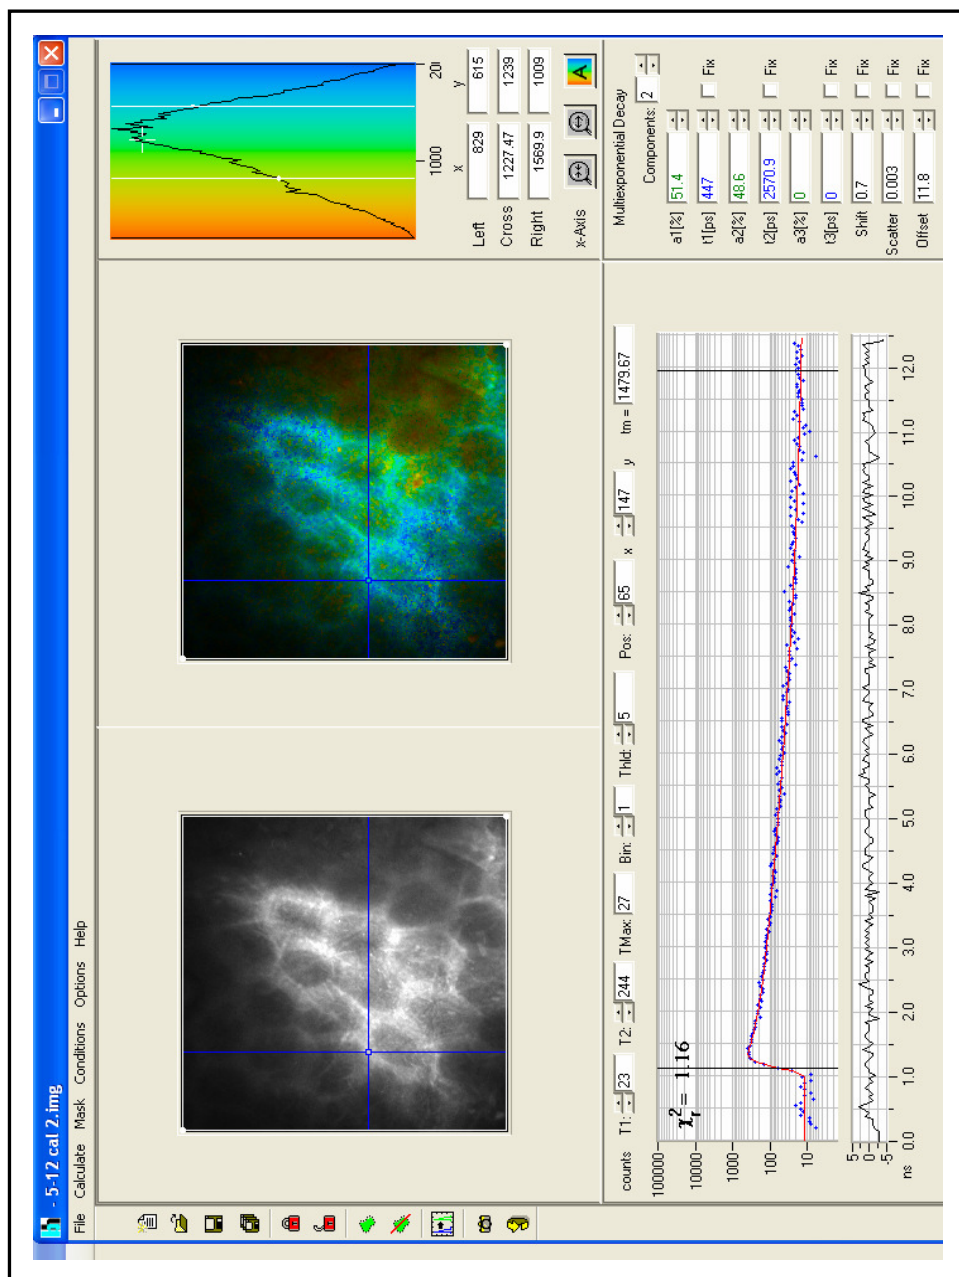 - 5-12 cal 2.img
File Calculate Mask Conditions Options Help
1000 20
x y
Left 829 615
Cross 1227.47 1239
Right 1569.9 1009
x-Axis A
counts T1: 23 T2: 244 TMax: 27 Bin: 1 Thld: 5 Pos: 65 x 147 y tm = 1479.67
χr² = 1.16
100000
10000
1000
100
10
5
0
-5
0.0 1.0 2.0 3.0 4.0 5.0 6.0 7.0 8.0 9.0 10.0 11.0 12.0
ns
Multiexponential Decay
Components: 2
a1[%] 51.4
t1[ps] 447 Fix
a2[%] 48.6
t2[ps] 2570.9 Fix
a3[%] 0
t3[ps] 0 Fix
Shift 0.7 Fix
Scatter 0.003 Fix
Offset 11.8 Fix